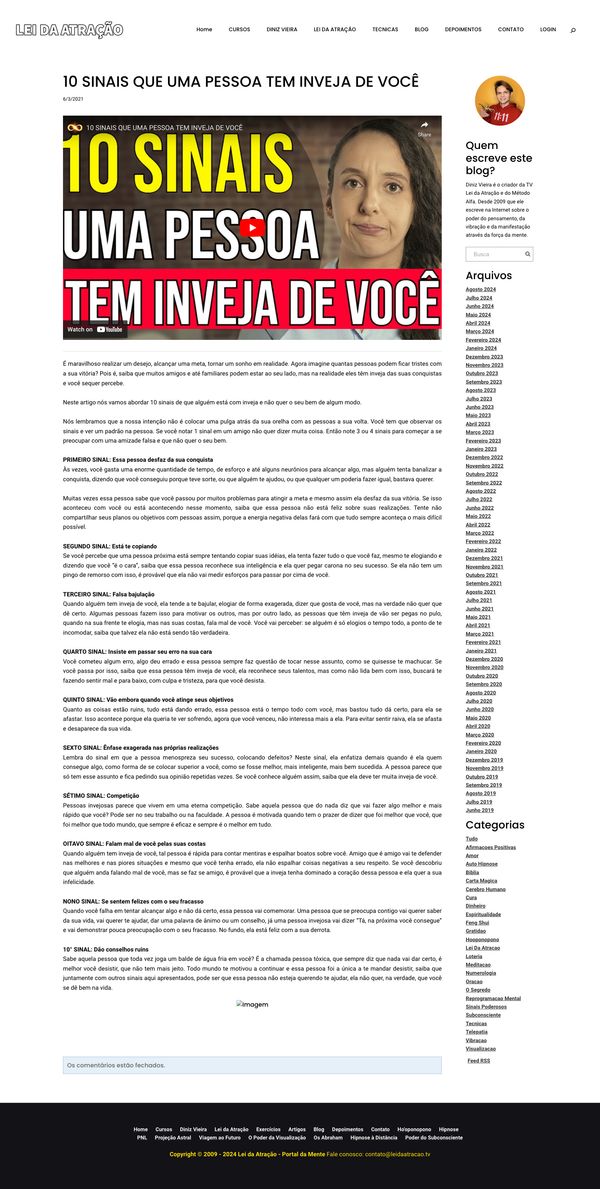 LEI DA ATRAÇÃO
Home CURSOS DINIZ VIEIRA LEI DA ATRAÇÃO TECNICAS BLOG DEPOIMENTOS CONTATO LOGIN
10 SINAIS QUE UMA PESSOA TEM INVEJA DE VOCÊ
6/3/2021
10 SINAIS QUE UMA PESSOA TEM INVEJA DE VOCÊ
Share
10 SINAIS
UMA PESSOA
TEM INVEJA DE VOCÊ
Watch on YouTube
É maravilhoso realizar um desejo, alcançar uma meta, tornar um sonho em realidade. Agora imagine quantas pessoas podem ficar tristes com
a sua vitória? Pois é, saiba que muitos amigos e até familiares podem estar ao seu lado, mas na realidade eles têm inveja das suas conquistas
e você sequer percebe.
Neste artigo nós vamos abordar 10 sinais de que alguém está com inveja e não quer o seu bem de algum modo.
Nós lembramos que a nossa intenção não é colocar uma pulga atrás da sua orelha com as pessoas a sua volta. Você tem que observar os
sinais e ver um padrão na pessoa. Se você notar 1 sinal em um amigo não quer dizer muita coisa. Então note 3 ou 4 sinais para começar a se
preocupar com uma amizade falsa e que não quer o seu bem.
PRIMEIRO SINAL: Essa pessoa desfaz da sua conquista
Às vezes, você gasta uma enorme quantidade de tempo, de esforço e até alguns neurônios para alcançar algo, mas alguém tenta banalizar a
conquista, dizendo que você conseguiu porque teve sorte, ou que alguém te ajudou, ou que qualquer um poderia fazer igual, bastava querer.
Muitas vezes essa pessoa sabe que você passou por muitos problemas para atingir a meta e mesmo assim ela desfaz da sua vitória. Se isso
aconteceu com você ou está acontecendo nesse momento, saiba que essa pessoa não está feliz sobre suas realizações. Tente não
compartilhar seus planos ou objetivos com pessoas assim, porque a energia negativa delas fará com que tudo sempre aconteça o mais difícil
possível.
SEGUNDO SINAL: Está te copiando
Se você percebe que uma pessoa próxima está sempre tentando copiar suas idéias, ela tenta fazer tudo o que você faz, mesmo te elogiando e
dizendo que você “é o cara”, saiba que essa pessoa reconhece sua inteligência e ela quer pegar carona no seu sucesso. Se ela não tem um
pingo de remorso com isso, é provável que ela não vai medir esforços para passar por cima de você.
TERCEIRO SINAL: Falsa bajulação
Quando alguém tem inveja de você, ela tende a te bajular, elogiar de forma exagerada, dizer que gosta de você, mas na verdade não quer que
dê certo. Algumas pessoas fazem isso para motivar os outros, mas por outro lado, as pessoas que têm inveja de vão ser pegas no pulo,
quando na sua frente te elogia, mas nas suas costas, fala mal de você. Você vai perceber: se alguém é só elogios o tempo todo, a ponto de te
incomodar, saiba que talvez ela não está sendo tão verdadeira.
QUARTO SINAL: Insiste em passar seu erro na sua cara
Você cometeu algum erro, algo deu errado e essa pessoa sempre faz questão de tocar nesse assunto, como se quisesse te machucar. Se
você passa por isso, saiba que essa pessoa têm inveja de você, ela reconhece seus talentos, mas como não lida bem com isso, buscará te
fazendo sentir mal e para baixo, com culpa e tristeza, para que você desista.
QUINTO SINAL: Vão embora quando você atinge seus objetivos
Quanto as coisas estão ruins, tudo está dando errado, essa pessoa está o tempo todo com você, mas bastou tudo dá certo, para ela se
afastar. Isso acontece porque ela queria te ver sofrendo, agora que você venceu, não interessa mais a ela. Para evitar sentir raiva, ela se afasta
e desaparece da sua vida.
SEXTO SINAL: Ênfase exagerada nas próprias realizações
Lembra do sinal em que a pessoa menospreza seu sucesso, colocando defeitos? Neste sinal, ela enfatiza demais quando é ela quem
consegue algo, como forma de se colocar superior a você, como se fosse melhor, mais inteligente, mais bem sucedida. A pessoa parece que
só tem esse assunto e fica pedindo sua opinião repetidas vezes. Se você conhece alguém assim, saiba que ela deve ter muita inveja de você.
SÉTIMO SINAL: Competição
Pessoas invejosas parece que vivem em uma eterna competição. Sabe aquela pessoa que do nada diz que vai fazer algo melhor e mais
rápido que você? Pode ser no seu trabalho ou na faculdade. A pessoa é motivada quando tem o prazer de dizer que foi melhor que você, que
foi melhor que todo mundo, que sempre é eficaz e sempre é o melhor em tudo.
OITAVO SINAL: Falam mal de você pelas suas costas
Quando alguém tem inveja de você, tal pessoa é rápida para contar mentiras e espalhar boatos sobre você. Amigo que é amigo vai te defender
nas melhores e nas piores situações e mesmo que você tenha errado, ela não espalhar coisas negativas a seu respeito. Se você descobriu
que alguém anda falando mal de você, mas se faz se amigo, é provável que a inveja tenha dominado a coração dessa pessoa e ela quer a sua
infelicidade.
NONO SINAL: Se sentem felizes com o seu fracasso
Quando você falha em tentar alcançar algo e não dá certo, essa pessoa vai comemorar. Uma pessoa que se preocupa contigo vai querer saber
da sua vida, vai querer te ajudar, dar uma palavra de ânimo ou um conselho, já uma pessoa invejosa vai dizer “Tá, na próxima você consegue”
e vai demonstrar pouca preocupação com o seu fracasso. No fundo, ela está feliz com a sua derrota.
10° SINAL: Dão conselhos ruins
Sabe aquela pessoa que toda vez joga um balde de água fria em você? É a chamada pessoa tóxica, que sempre diz que nada vai dar certo, é
melhor você desistir, que não tem mais jeito. Todo mundo te motivou a continuar e essa pessoa foi a única a te mandar desistir, saiba que
juntamente com outros sinais aqui apresentados, pode ser que essa pessoa não esteja querendo te ajudar, ela não quer, na verdade, que você
se dê bem na vida.
Imagem
Os comentários estão fechados.
11:11
Quem
escreve este
blog?
Diniz Vieira é o criador da TV
Lei da Atração e do Método
Alfa. Desde 2009 que ele
escreve na Internet sobre o
poder do pensamento, da
vibração e da manifestação
através da força da mente.
Busca
Arquivos
Agosto 2024
Julho 2024
Junho 2024
Maio 2024
Abril 2024
Março 2024
Fevereiro 2024
Janeiro 2024
Dezembro 2023
Novembro 2023
Outubro 2023
Setembro 2023
Agosto 2023
Julho 2023
Junho 2023
Maio 2023
Abril 2023
Março 2023
Fevereiro 2023
Janeiro 2023
Dezembro 2022
Novembro 2022
Outubro 2022
Setembro 2022
Agosto 2022
Julho 2022
Junho 2022
Maio 2022
Abril 2022
Março 2022
Fevereiro 2022
Janeiro 2022
Dezembro 2021
Novembro 2021
Outubro 2021
Setembro 2021
Agosto 2021
Julho 2021
Junho 2021
Maio 2021
Abril 2021
Março 2021
Fevereiro 2021
Janeiro 2021
Dezembro 2020
Novembro 2020
Outubro 2020
Setembro 2020
Agosto 2020
Julho 2020
Junho 2020
Maio 2020
Abril 2020
Março 2020
Fevereiro 2020
Janeiro 2020
Dezembro 2019
Novembro 2019
Outubro 2019
Setembro 2019
Agosto 2019
Julho 2019
Junho 2019
Categorias
Tudo
Afirmacoes Positivas
Amor
Auto Hipnose
Bíblia
Carta Magica
Cerebro Humano
Cura
Dinheiro
Espiritualidade
Feng Shui
Gratidao
Hooponopono
Lei Da Atracao
Loteria
Meditacao
Numerologia
Oracao
O Segredo
Reprogramacao Mental
Sinais Poderosos
Subconsciente
Tecnicas
Telepatia
Vibracao
Visualizacao
Feed RSS
Home Cursos Diniz Vieira Lei da Atração Exercícios Artigos Blog Depoimentos Contato Ho'oponopono Hipnose
PNL Projeção Astral Viagem ao Futuro O Poder da Visualização Os Abraham Hipnose à Distância Poder do Subconsciente
Copyright © 2009 - 2024 Lei da Atração - Portal da Mente Fale conosco: contato@leidaatracao.tv